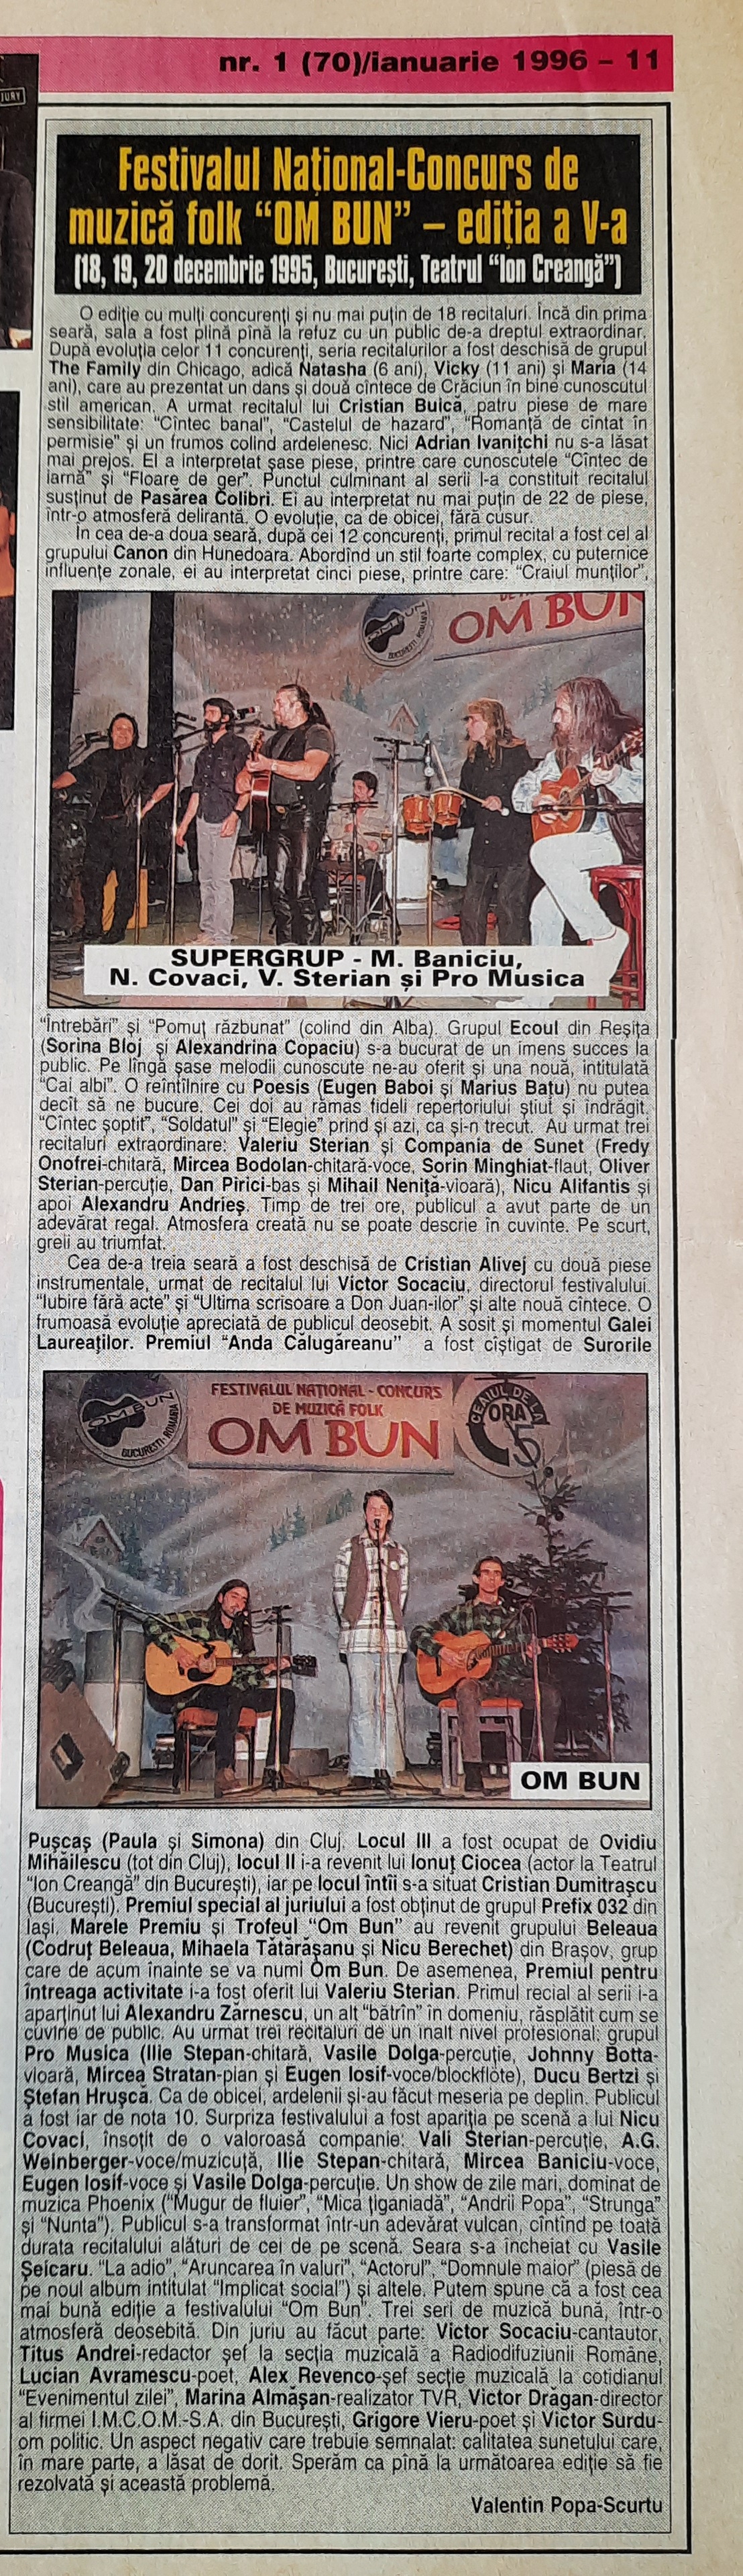 JURY
nr. 1 (70)/ianuarie 1996 – 11
Festivalul Național-Concurs de
muzică folk “OM BUN” – ediția a V-a
(18, 19, 20 decembrie 1995, București, Teatrul “Ion Creangă”)
O ediție cu mulți concurenți și nu mai puțin de 18 recitaluri. Încă din prima
seară, sala a fost plină pînă la refuz cu un public de-a dreptul extraordinar.
După evoluția celor 11 concurenți, seria recitalurilor a fost deschisă de grupul
The Family din Chicago, adică Natasha (6 ani), Vicky (11 ani) și Maria (14
ani), care au prezentat un dans și două cîntece de Crăciun în bine cunoscutul
stil american. A urmat recitalul lui Cristian Buică, patru piese de mare
sensibilitate: “Cîntec banal”, “Castelul de hazard”, “Romanță de cîntat în
permisie” și un frumos colind ardelenesc. Nici Adrian Ivanițchi nu s-a lăsat
mai prejos. El a interpretat șase piese, printre care cunoscutele “Cîntec de
iarnă” și “Floare de ger”. Punctul culminant al serii l-a constituit recitalul
susținut de Pasărea Colibri. Ei au interpretat nu mai puțin de 22 de piese,
într-o atmosferă delirantă. O evoluție, ca de obicei, fără cusur.
În cea de-a doua seară, după cei 12 concurenți, primul recital a fost cel al
grupului Canon din Hunedoara. Abordînd un stil foarte complex, cu puternice
influențe zonale, ei au interpretat cinci piese, printre care: “Craiul munților”,
OM BUN
BUCUREȘTI-ROMÂNIA
OM BUN
SUPERGRUP - M. Baniciu,
N. Covaci, V. Sterian și Pro Musica
“Întrebări” și “Pomuț răzbunat” (colind din Alba). Grupul Ecoul din Reșița
(Sorina Bloj și Alexandrina Copaciu) s-a bucurat de un imens succes la
public. Pe lîngă șase melodii cunoscute ne-au oferit și una nouă, intitulată
“Cai albi”. O reîntîlnire cu Poesis (Eugen Baboi și Marius Bațu) nu putea
decît să ne bucure. Cei doi au rămas fideli repertoriului știut și îndrăgit.
“Cîntec șoptit”, “Soldatul” și “Elegie” prind și azi, ca și-n trecut. Au urmat trei
recitaluri extraordinare: Valeriu Sterian și Compania de Sunet (Fredy
Onofrei-chitară, Mircea Bodolan-chitară-voce, Sorin Minghiat-flaut, Oliver
Sterian-percuție, Dan Pirici-bas și Mihail Neniță-vioară), Nicu Alifantis și
apoi Alexandru Andrieș. Timp de trei ore, publicul a avut parte de un
adevărat regal. Atmosfera creată nu se poate descrie în cuvinte. Pe scurt,
greii au triumfat.
Cea de-a treia seară a fost deschisă de Cristian Alivej cu două piese
instrumentale, urmat de recitalul lui Victor Socaciu, directorul festivalului.
“Iubire fără acte” și “Ultima scrisoare a Don Juan-ilor” și alte nouă cîntece. O
frumoasă evoluție apreciată de publicul deosebit. A sosit și momentul Galei
Laureaților. Premiul “Anda Călugăreanu” a fost cîștigat de Surorile
OM BUN
BUCUREȘTI-ROMÂNIA
FESTIVALUL NAȚIONAL - CONCURS
DE MUZICĂ FOLK
OM BUN
CEAIUL DE LA
ORA
5
OM BUN
Pușcaș (Paula și Simona) din Cluj. Locul III a fost ocupat de Ovidiu
Mihăilescu (tot din Cluj), locul II i-a revenit lui Ionuț Ciocea (actor la Teatrul
“Ion Creangă” din București), iar pe locul întîi s-a situat Cristian Dumitrașcu
(București). Premiul special al juriului a fost obținut de grupul Prefix 032 din
Iași. Marele Premiu și Trofeul “Om Bun” au revenit grupului Beleaua
(Codruț Beleaua, Mihaela Tătărășanu și Nicu Berechet) din Brașov, grup
care de acum înainte se va numi Om Bun. De asemenea, Premiul pentru
întreaga activitate i-a fost oferit lui Valeriu Sterian. Primul recial al serii i-a
aparținut lui Alexandru Zărnescu, un alt “bătrîn” în domeniu, răsplătit cum se
cuvine de public. Au urmat trei recitaluri de un înalt nivel profesional: grupul
Pro Musica (Ilie Stepan-chitară, Vasile Dolga-percuție, Johnny Botta-
vioară, Mircea Stratan-pian și Eugen Iosif-voce/blockflöte), Ducu Bertzi și
Ștefan Hrușcă. Ca de obicei, ardelenii și-au făcut meseria pe deplin. Publicul
a fost iar de nota 10. Surpriza festivalului a fost apariția pe scenă a lui Nicu
Covaci, însoțit de o valoroasă companie: Vali Sterian-percuție, A.G.
Weinberger-voce/muzicuță, Ilie Stepan-chitară, Mircea Baniciu-voce,
Eugen Iosif-voce și Vasile Dolga-percuție. Un show de zile mari, dominat de
muzica Phoenix (“Mugur de fluier”, “Mica țiganiadă”, “Andrii Popa”, “Strunga”
și “Nunta”). Publicul s-a transformat într-un adevărat vulcan, cîntînd pe toată
durata recitalului alături de cei de pe scenă. Seara s-a încheiat cu Vasile
Șeicaru. “La adio”, “Aruncarea în valuri”, “Actorul”, “Domnule maior” (piesă de
pe noul album intitulat “Implicat social”) și altele. Putem spune că a fost cea
mai bună ediție a festivalului “Om Bun”. Trei seri de muzică bună, într-o
atmosferă deosebită. Din juriu au făcut parte: Victor Socaciu-cantautor,
Titus Andrei-redactor șef la secția muzicală a Radiodifuziunii Române,
Lucian Avramescu-poet, Alex Revenco-șef secție muzicală la cotidianul
“Evenimentul zilei”, Marina Almășan-realizator TVR, Victor Drăgan-director
al firmei I.M.C.O.M.-S.A. din București, Grigore Vieru-poet și Victor Surdu-
om politic. Un aspect negativ care trebuie semnalat: calitatea sunetului care,
în mare parte, a lăsat de dorit. Sperăm ca pînă la următoarea ediție să fie
rezolvată și această problemă.
Valentin Popa-Scurtu